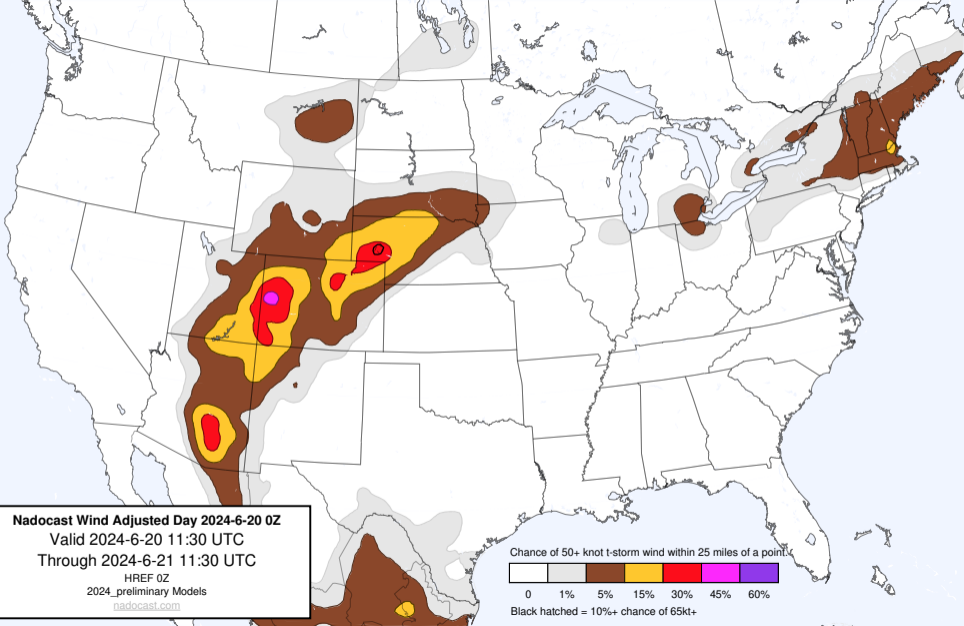 Nadocast Wind Adjusted Day 2024-6-20 0Z
Valid 2024-6-20 11:30 UTC
Through 2024-6-21 11:30 UTC
HREF 0Z
2024_preliminary Models
nadocast.com
Chance of 50+ knot t-storm wind within 25 miles of a point.
0 1% 5% 15% 30% 45% 60%
Black hatched = 10%+ chance of 65kt+